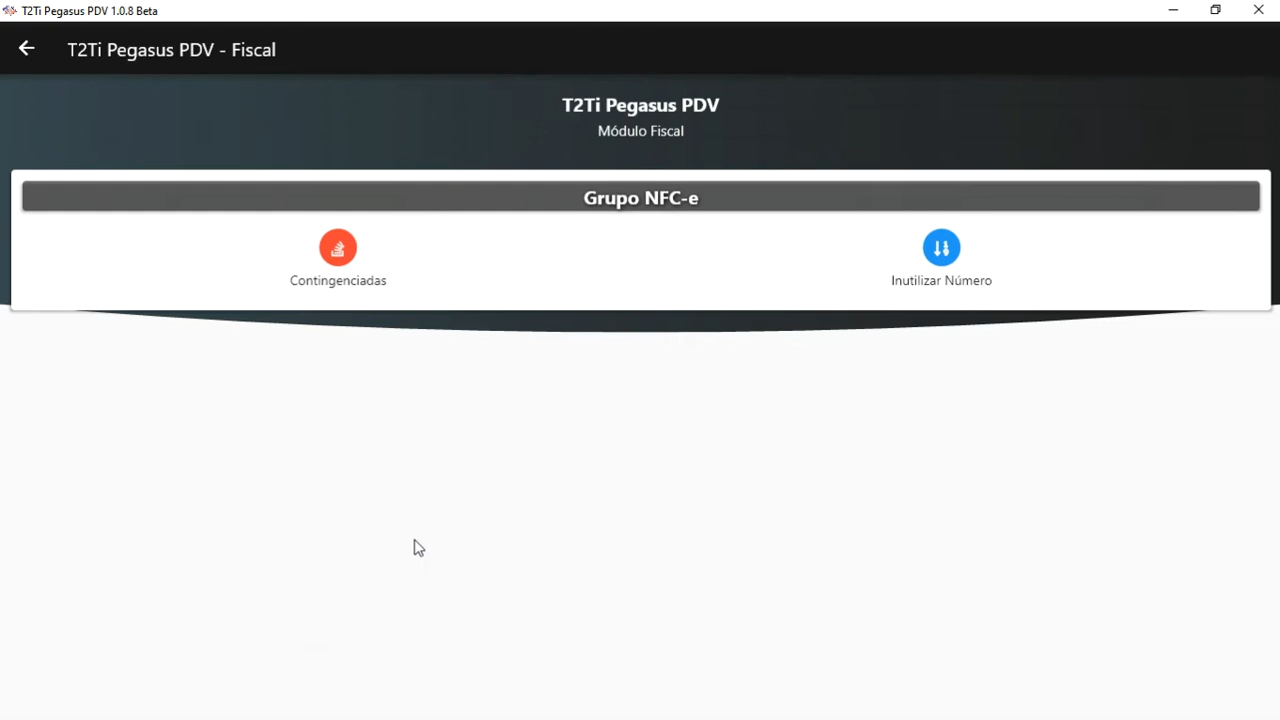 T2Ti Pegasus PDV 1.0.8 Beta
T2Ti Pegasus PDV - Fiscal
T2Ti Pegasus PDV
Módulo Fiscal
Grupo NFC-e
Contingenciadas
Inutilizar Número